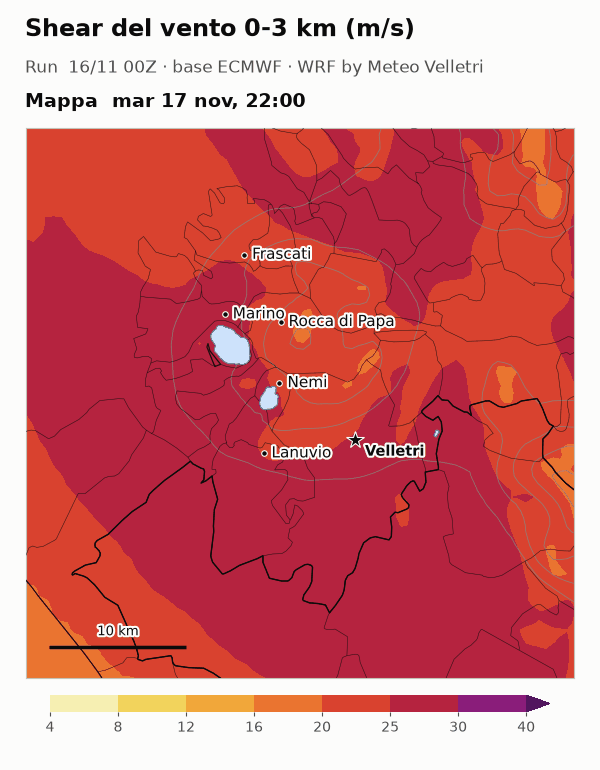 Shear del vento 0-3 km (m/s)
Run  16/11 00Z · base ECMWF · WRF by Meteo Velletri
Mappa  mar 17 nov, 22:00
Frascati
Marino
Rocca di Papa
Nemi
Velletri
Lanuvio
10 km
4 8 12 16 20 25 30 40